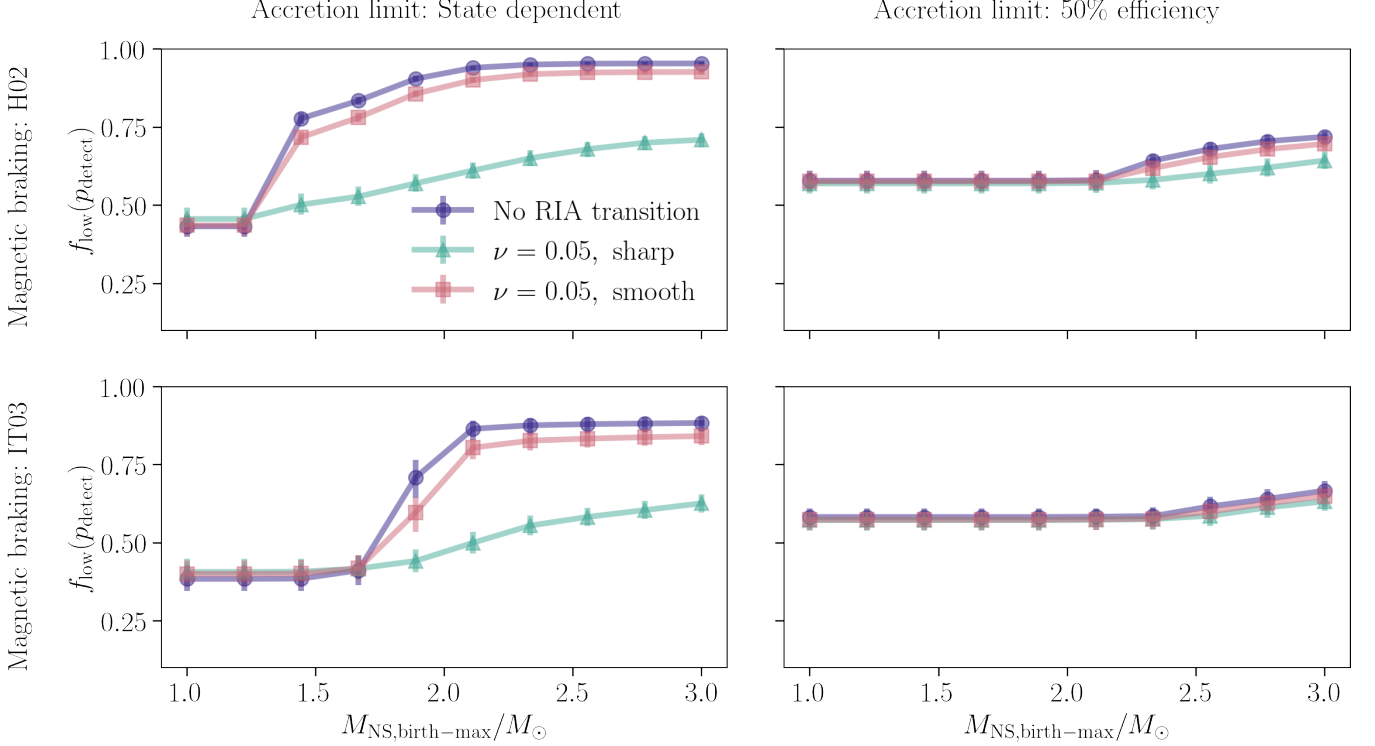 Accretion limit: State dependent
Accretion limit: 50% efficiency
Magnetic braking: H02
f_low(p_detect)
1.00
0.75
0.50
0.25
No RIA transition
ν = 0.05, sharp
ν = 0.05, smooth
Magnetic braking: IT03
f_low(p_detect)
1.00
0.75
0.50
0.25
1.0 1.5 2.0 2.5 3.0
1.0 1.5 2.0 2.5 3.0
M_NS,birth−max/M_⊙
M_NS,birth−max/M_⊙